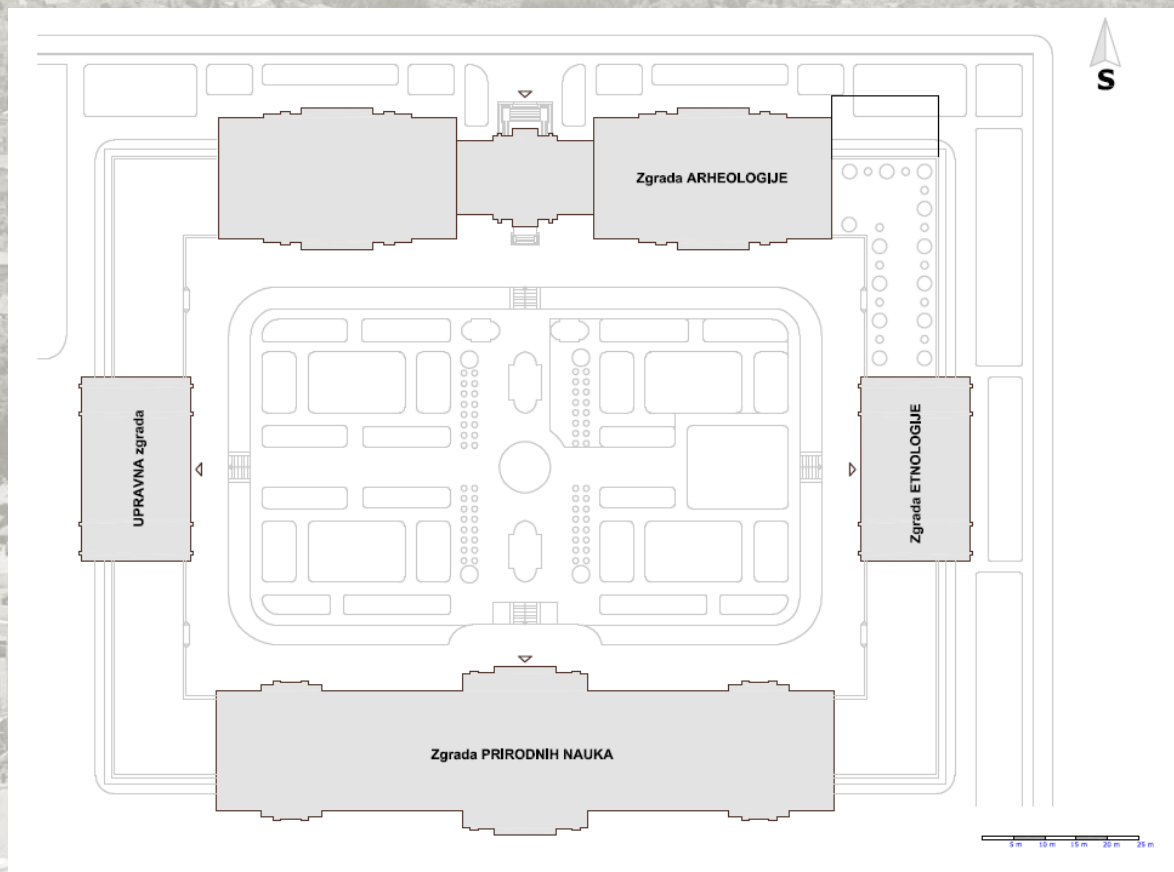 S
Zgrada ARHEOLOGIJE
UPRAVNA zgrada
Zgrada ETNOLOGIJE
Zgrada PRIRODNIH NAUKA
5 m 10 m 15 m 20 m 25 m